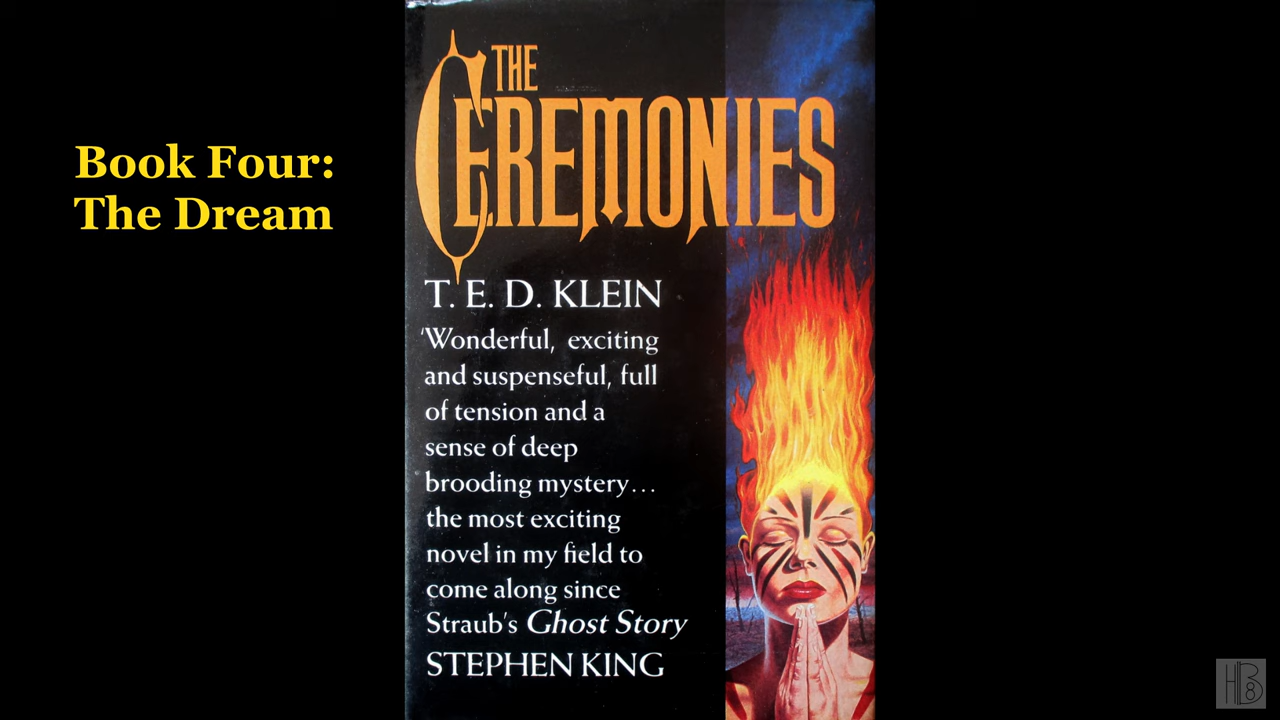 Book Four:
The Dream
THE
CEREMONIES
T. E. D. KLEIN
‘Wonderful, exciting
and suspenseful, full
of tension and a
sense of deep
brooding mystery...
the most exciting
novel in my field to
come along since
Straub's Ghost Story
STEPHEN KING